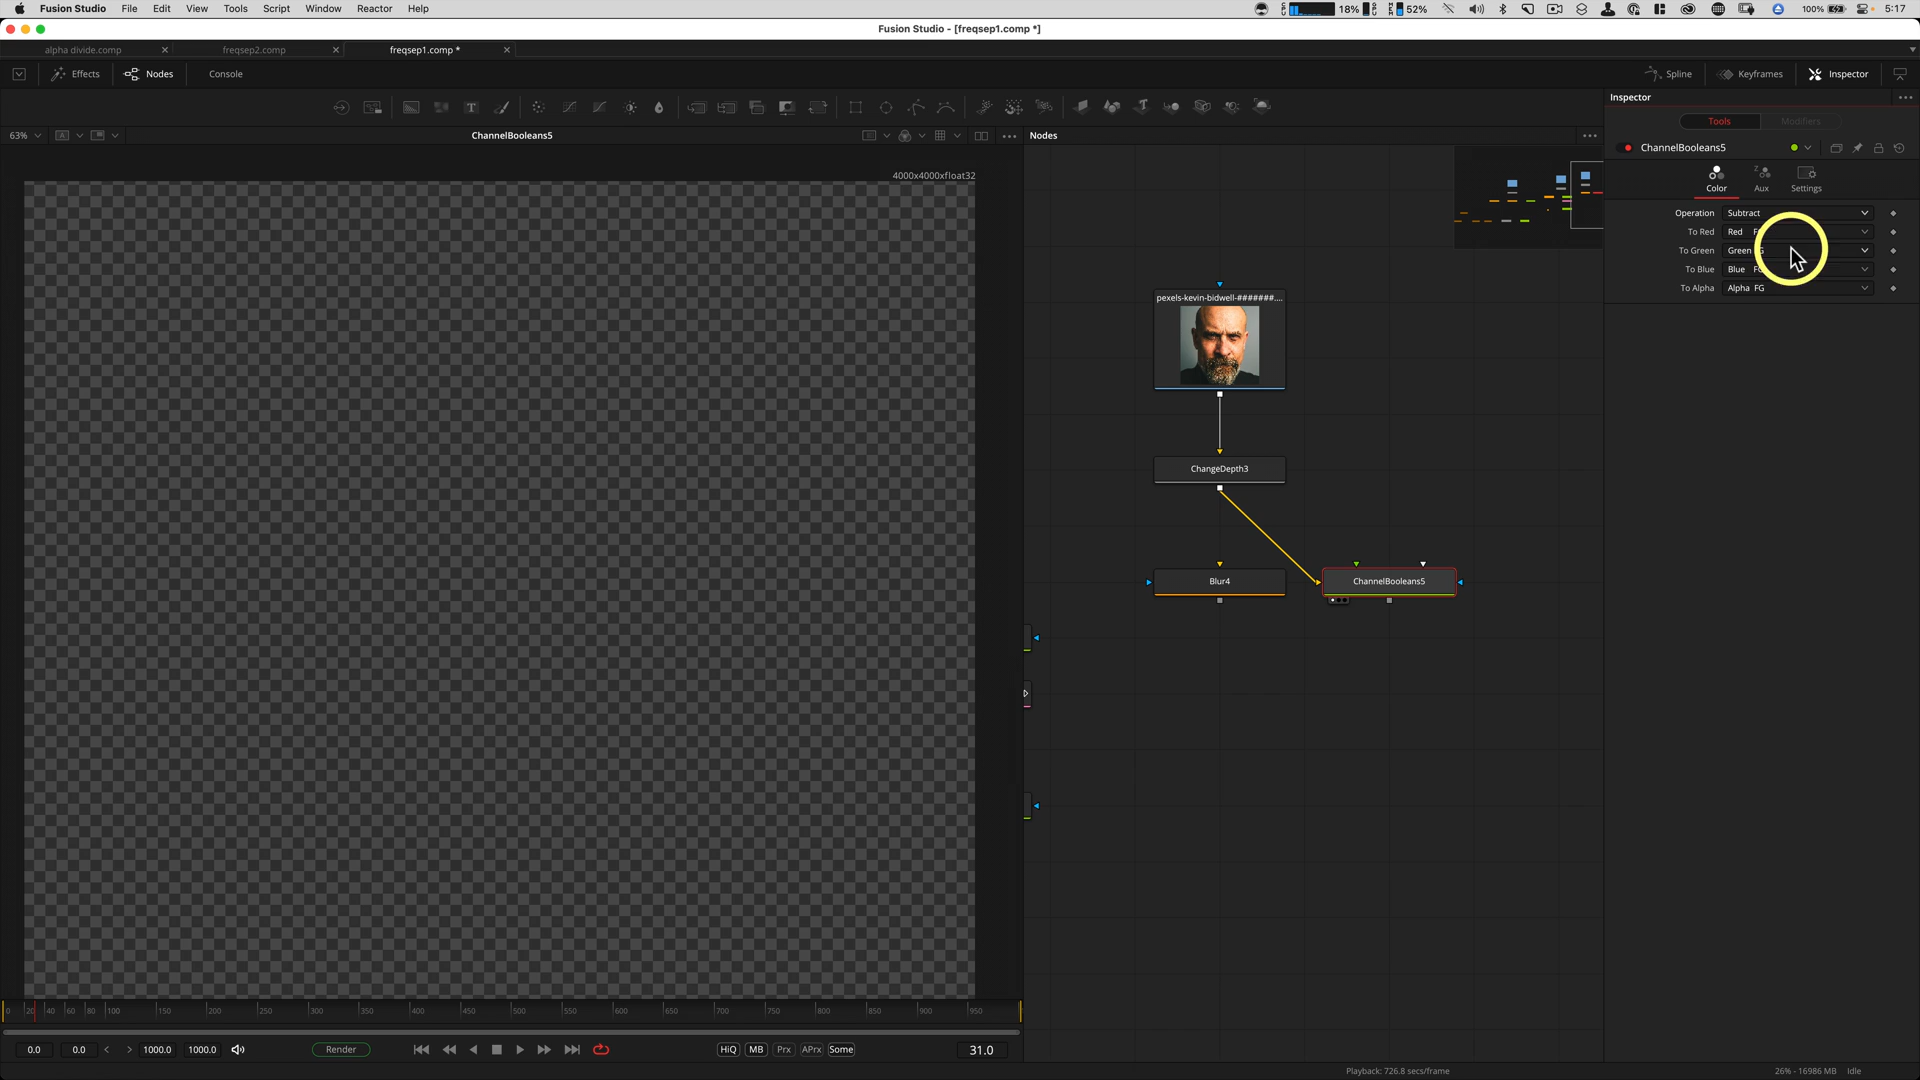 Fusion Studio File Edit View Tools Script Window Reactor Help 18% 52% 100% 5:17
Fusion Studio - [freqsep1.comp *]
alpha divide.comp freqsep2.comp freqsep1.comp *
Effects Nodes Console Spline Keyframes Inspector
Inspector
63% ChannelBooleans5 Nodes
Tools Modifiers
ChannelBooleans5
4000x4000xfloat32
Color Aux Settings
Operation Subtract
To Red Red
To Green Green
To Blue Blue
To Alpha Alpha FG
pexels-kevin-bidwell-#######....
ChangeDepth3
Blur4 ChannelBooleans5
0 20 40 60 80 100 150 200 250 300 350 400 450 500 550 600 650 700 750 800 850 900 950
0.0 0.0 < > 1000.0 1000.0 Render HiQ MB Prx APrx Some 31.0
Playback: 726.8 secs/frame 26% - 16986 MB Idle